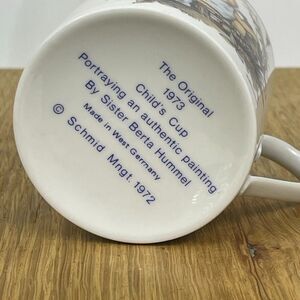 The Original
1973
Child's Cup
Portraying an authentic painting
By Sister Berta Hummel
Made in West Germany
© Schmid Mngt 1972